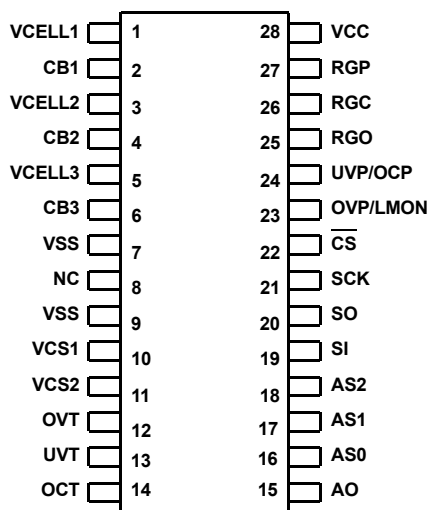 VCELL1 1 28 VCC
CB1 2 27 RGP
VCELL2 3 26 RGC
CB2 4 25 RGO
VCELL3 5 24 UVP/OCP
CB3 6 23 OVP/LMON
VSS 7 22 CS
NC 8 21 SCK
VSS 9 20 SO
VCS1 10 19 SI
VCS2 11 18 AS2
OVT 12 17 AS1
UVT 13 16 AS0
OCT 14 15 AO